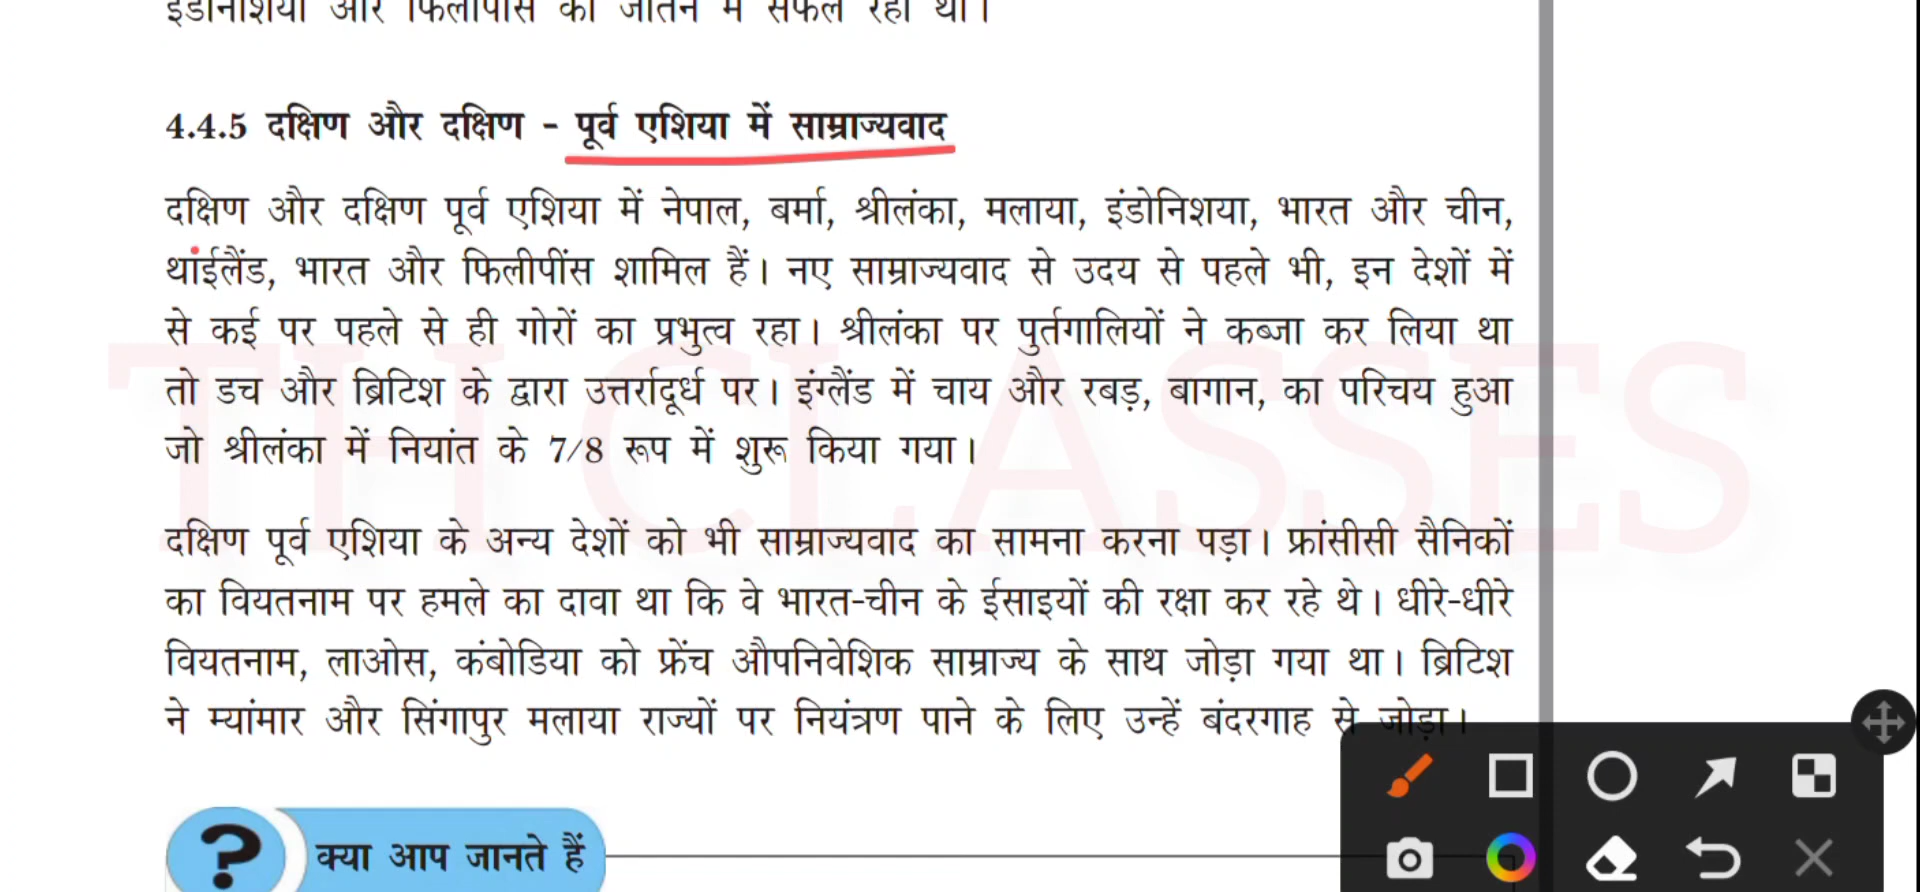 इंडोनेशिया और फिलीपींस को जीतने में सफल रहा था।
4.4.5 दक्षिण और दक्षिण - पूर्व एशिया में साम्राज्यवाद
दक्षिण और दक्षिण पूर्व एशिया में नेपाल, बर्मा, श्रीलंका, मलाया, इंडोनिशया, भारत और चीन,
थांईलैंड, भारत और फिलीपींस शामिल हैं। नए साम्राज्यवाद से उदय से पहले भी, इन देशों में
से कई पर पहले से ही गोरों का प्रभुत्व रहा। श्रीलंका पर पुर्तगालियों ने कब्जा कर लिया था
तो डच और ब्रिटिश के द्वारा उत्तर्रादूर्ध पर। इंग्लैंड में चाय और रबड़, बागान, का परिचय हुआ
जो श्रीलंका में नियांत के 7/8 रूप में शुरू किया गया।
दक्षिण पूर्व एशिया के अन्य देशों को भी साम्राज्यवाद का सामना करना पड़ा। फ्रांसीसी सैनिकों
का वियतनाम पर हमले का दावा था कि वे भारत-चीन के ईसाइयों की रक्षा कर रहे थे। धीरे-धीरे
वियतनाम, लाओस, कंबोडिया को फ्रेंच औपनिवेशिक साम्राज्य के साथ जोड़ा गया था। ब्रिटिश
ने म्यांमार और सिंगापुर मलाया राज्यों पर नियंत्रण पाने के लिए उन्हें बंदरगाह से जोड़ा।
TH CLASSES
? क्या आप जानते हैं